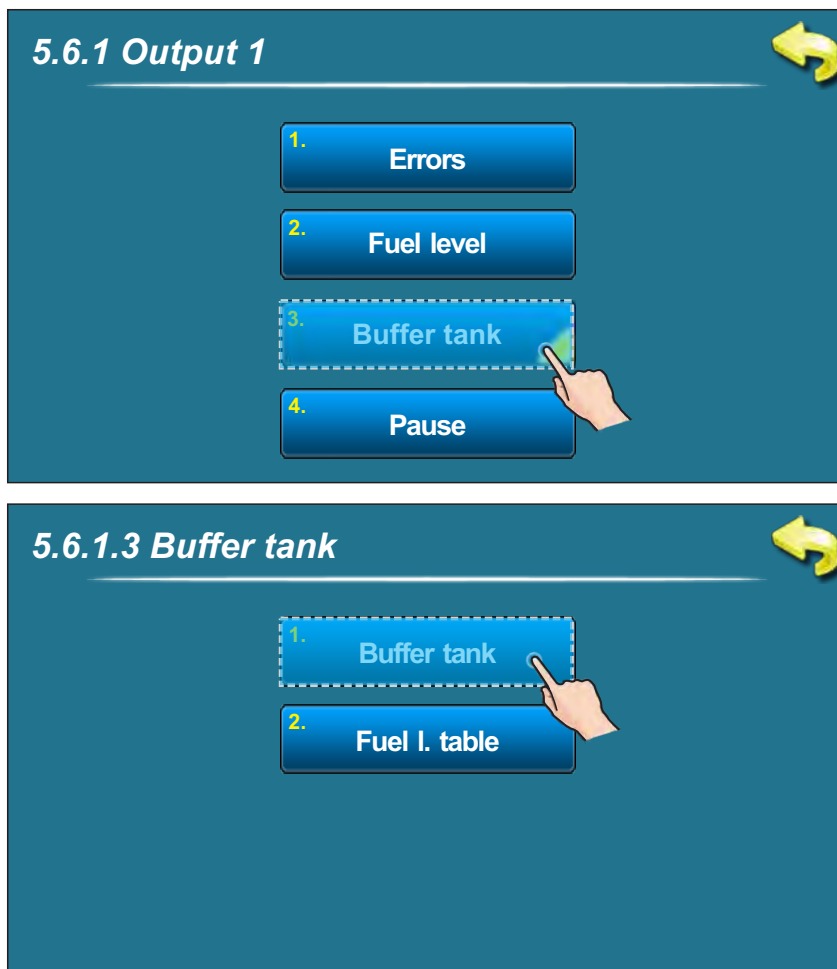 5.6.1 Output 1
1.
Errors
2.
Fuel level
3.
Buffer tank
4.
Pause
5.6.1.3 Buffer tank
1.
Buffer tank
2.
Fuel l. table